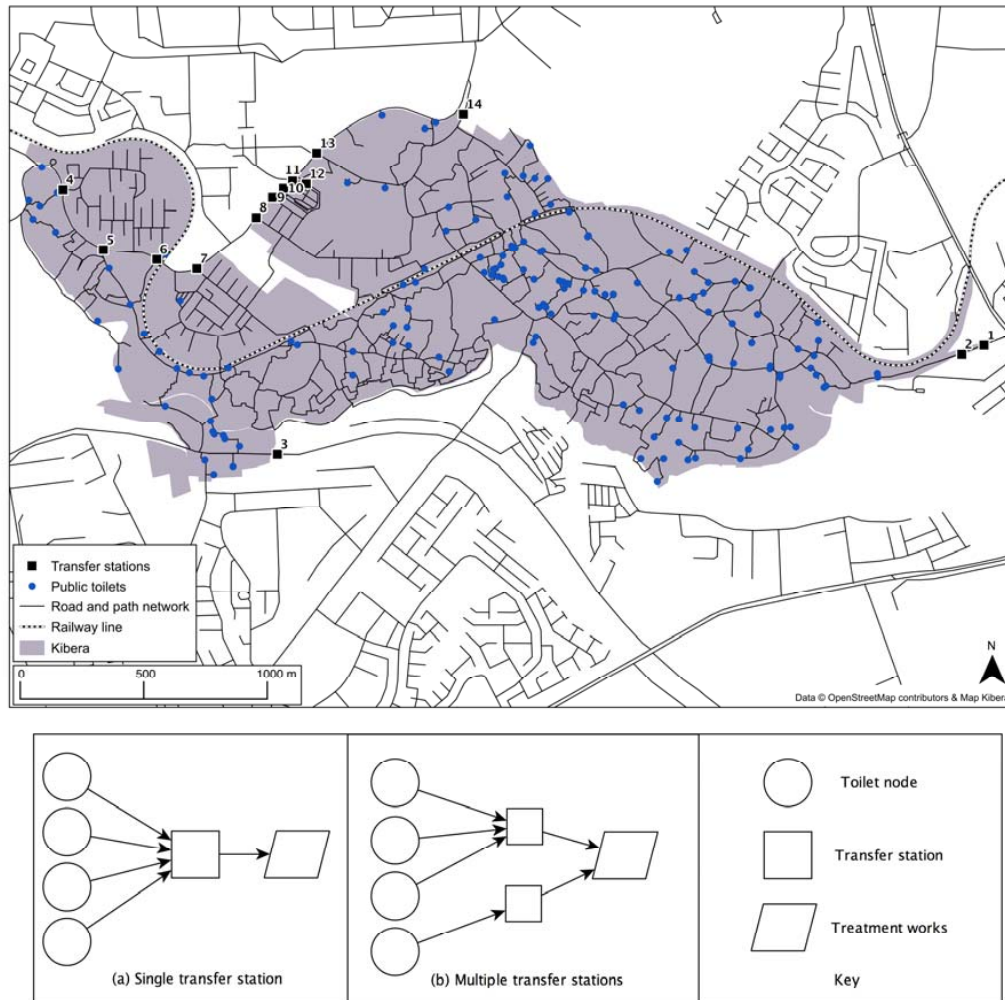 14
13
11
12
10
9
8
4
5
6
7
2
1
3
Transfer stations
Public toilets
Road and path network
Railway line
Kibera
0 500 1000 m
N
Data © OpenStreetMap contributors & Map Kibera
Toilet node
Transfer station
Treatment works
(a) Single transfer station
(b) Multiple transfer stations
Key